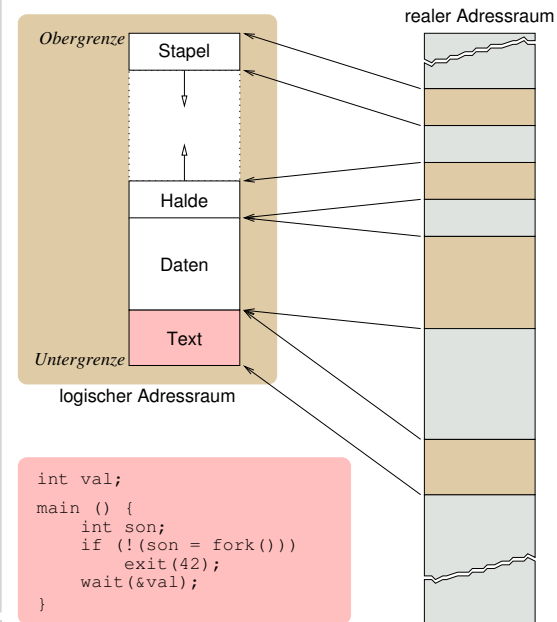 realer Adressraum
Obergrenze
Stapel
Halde
Daten
Text
Untergrenze
logischer Adressraum
int val;
main () {
    int son;
    if (!(son = fork()))
        exit(42);
    wait(&val);
}